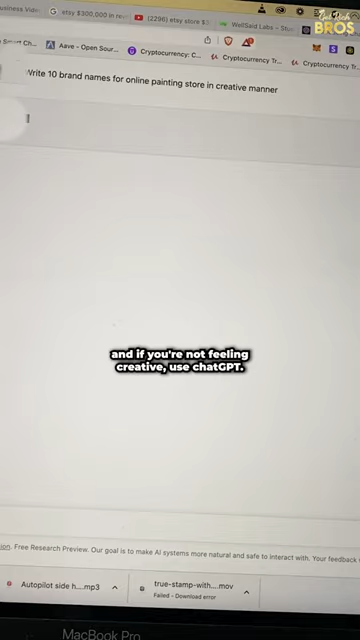 BROS
etsy $300,000 in rev
(2296) etsy store $
WellSaid Labs – Stu
Aave - Open Sour...
Cryptocurrency: C...
Cryptocurrency Tr...
Cryptocurrency Tr
Write 10 brand names for online painting store in creative manner
and if you're not feeling
creative, use chatGPT.
Free Research Preview. Our goal is to make AI systems more natural and safe to interact with. Your feedback
Autopilot side h....mp3
true-stamp-with....mov
Failed - Download error
MacBook Pro